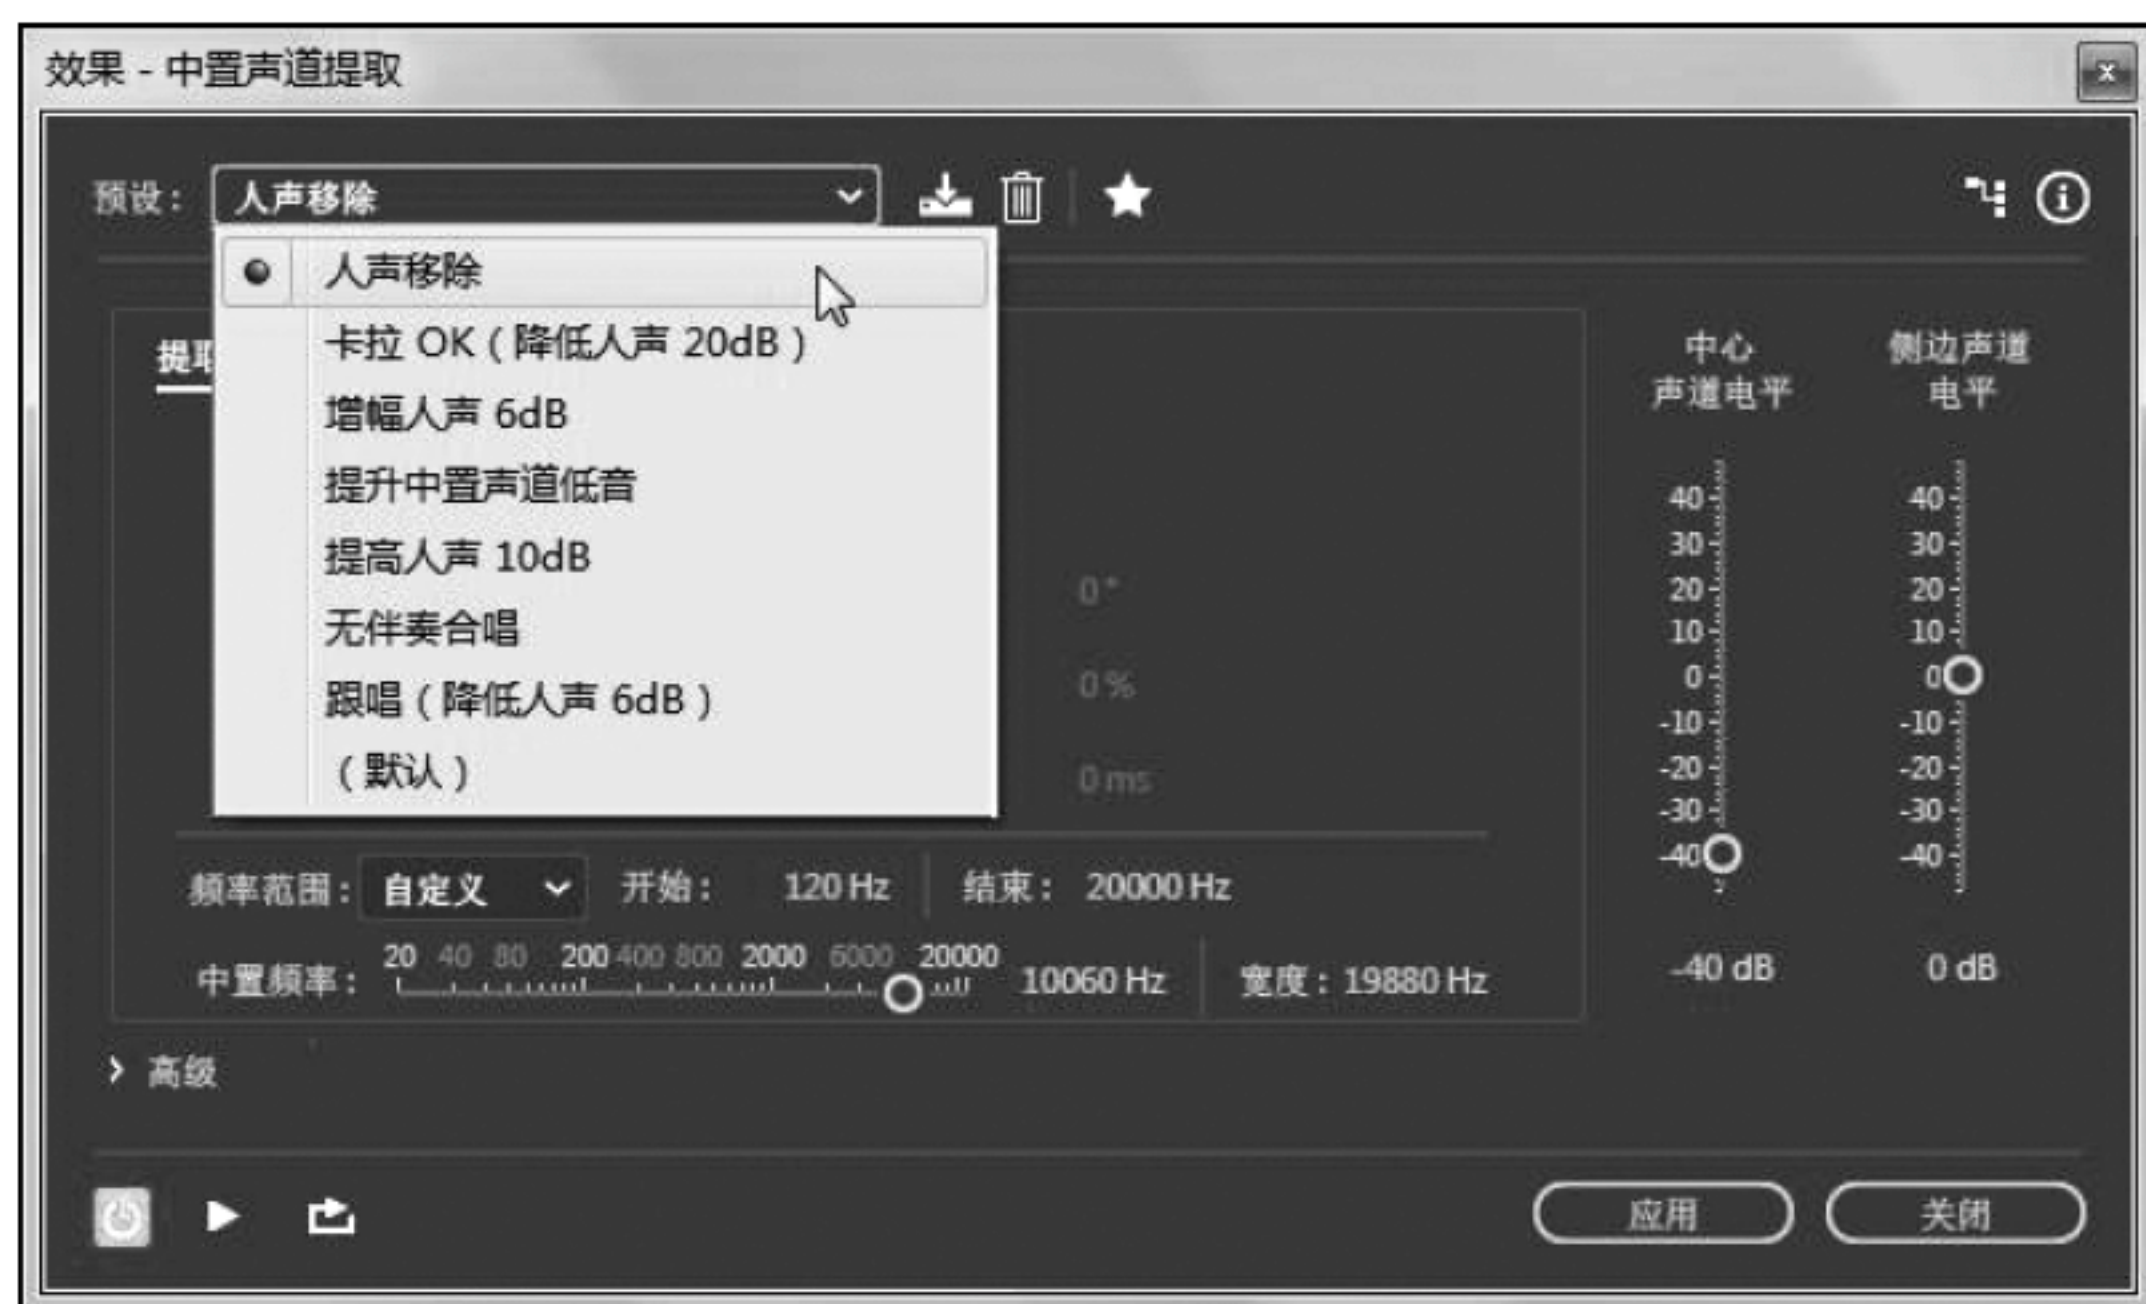 效果 - 中置声道提取
预设： 人声移除
人声移除
卡拉 OK（降低人声 20dB）
增幅人声 6dB
提升中置声道低音
提高人声 10dB
无伴奏合唱
跟唱（降低人声 6dB）
（默认）
提取
0°
0%
0 ms
频率范围： 自定义 开始： 120 Hz 结束： 20000 Hz
中置频率： 20 40 80 200 400 800 2000 6000 20000 10060 Hz 宽度：19880 Hz
中心
声道电平
40
30
20
10
0
-10
-20
-30
-40
-40 dB
侧边声道
电平
40
30
20
10
0
-10
-20
-30
-40
0 dB
高级
应用 关闭